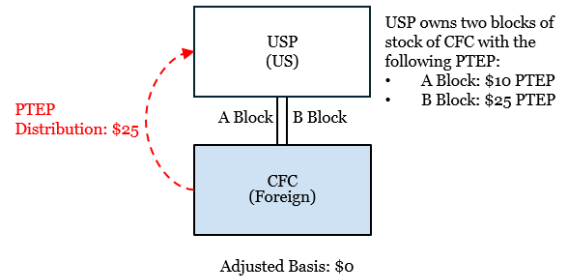 USP
(US)
USP owns two blocks of
stock of CFC with the
following PTEP:
• A Block: $10 PTEP
• B Block: $25 PTEP
PTEP
Distribution: $25
A Block
B Block
CFC
(Foreign)
Adjusted Basis: $0